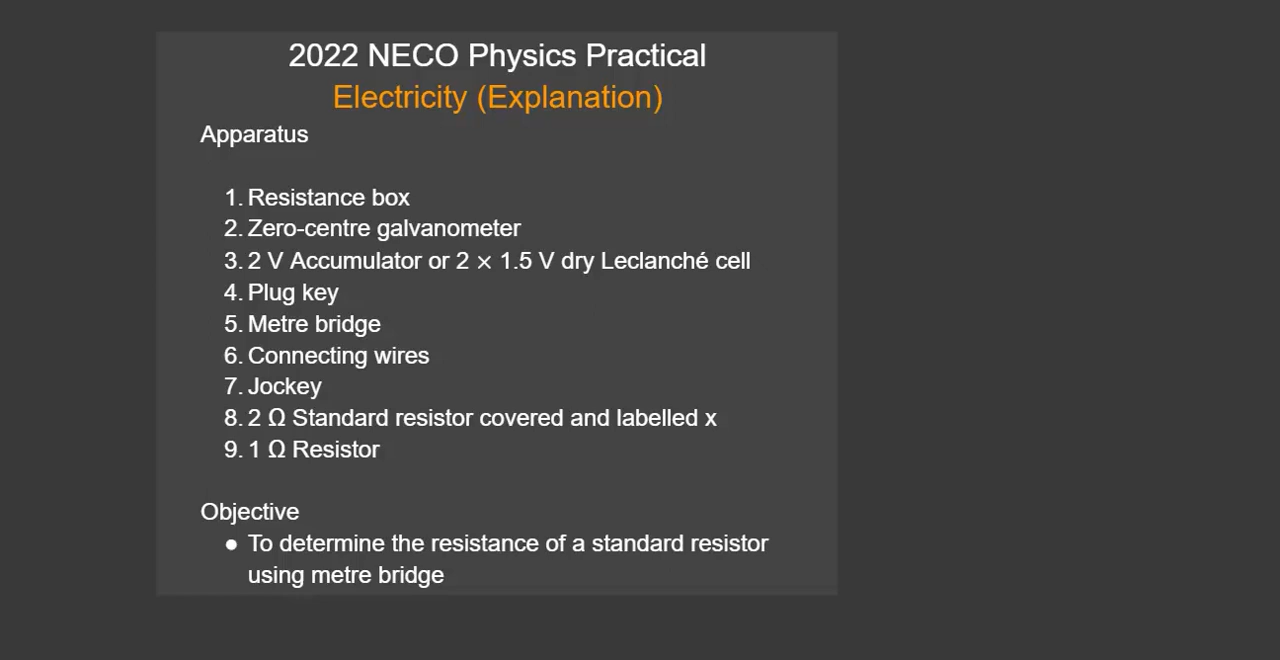 2022 NECO Physics Practical
Electricity (Explanation)
Apparatus
1. Resistance box
2. Zero-centre galvanometer
3. 2 V Accumulator or 2 × 1.5 V dry Leclanché cell
4. Plug key
5. Metre bridge
6. Connecting wires
7. Jockey
8. 2 Ω Standard resistor covered and labelled x
9. 1 Ω Resistor
Objective
● To determine the resistance of a standard resistor
using metre bridge